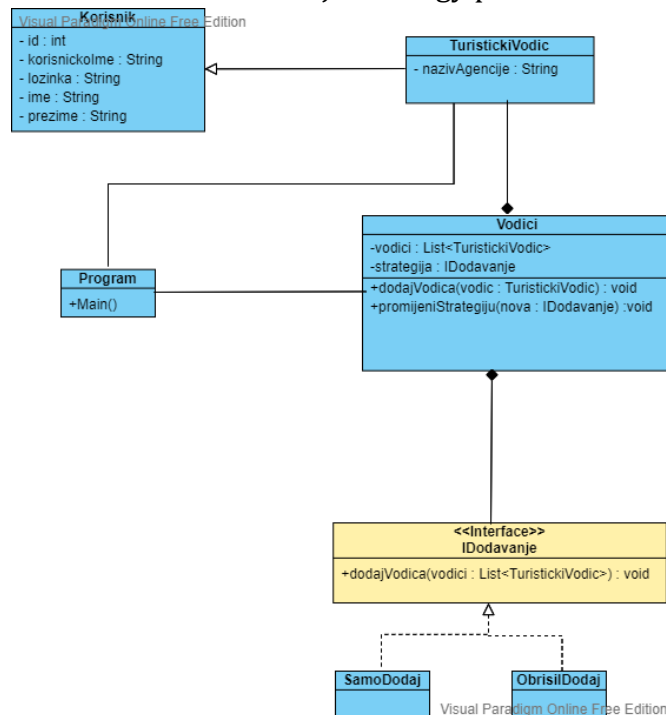 Visual Paradigm Online Free Edition
Korisnik
- id : int
- korisnickoIme : String
- lozinka : String
- ime : String
- prezime : String
TuristickiVodic
- nazivAgencije : String
Vodici
-vodici : List<TuristickiVodic>
-strategija : IDodavanje
+dodajVodica(vodic : TuristickiVodic) : void
+promijeniStrategiju(nova : IDodavanje) :void
Program
+Main()
<<Interface>>
IDodavanje
+dodajVodica(vodici : List<TuristickiVodic>) : void
SamoDodaj
ObrisiIDodaj
Visual Paradigm Online Free Edition